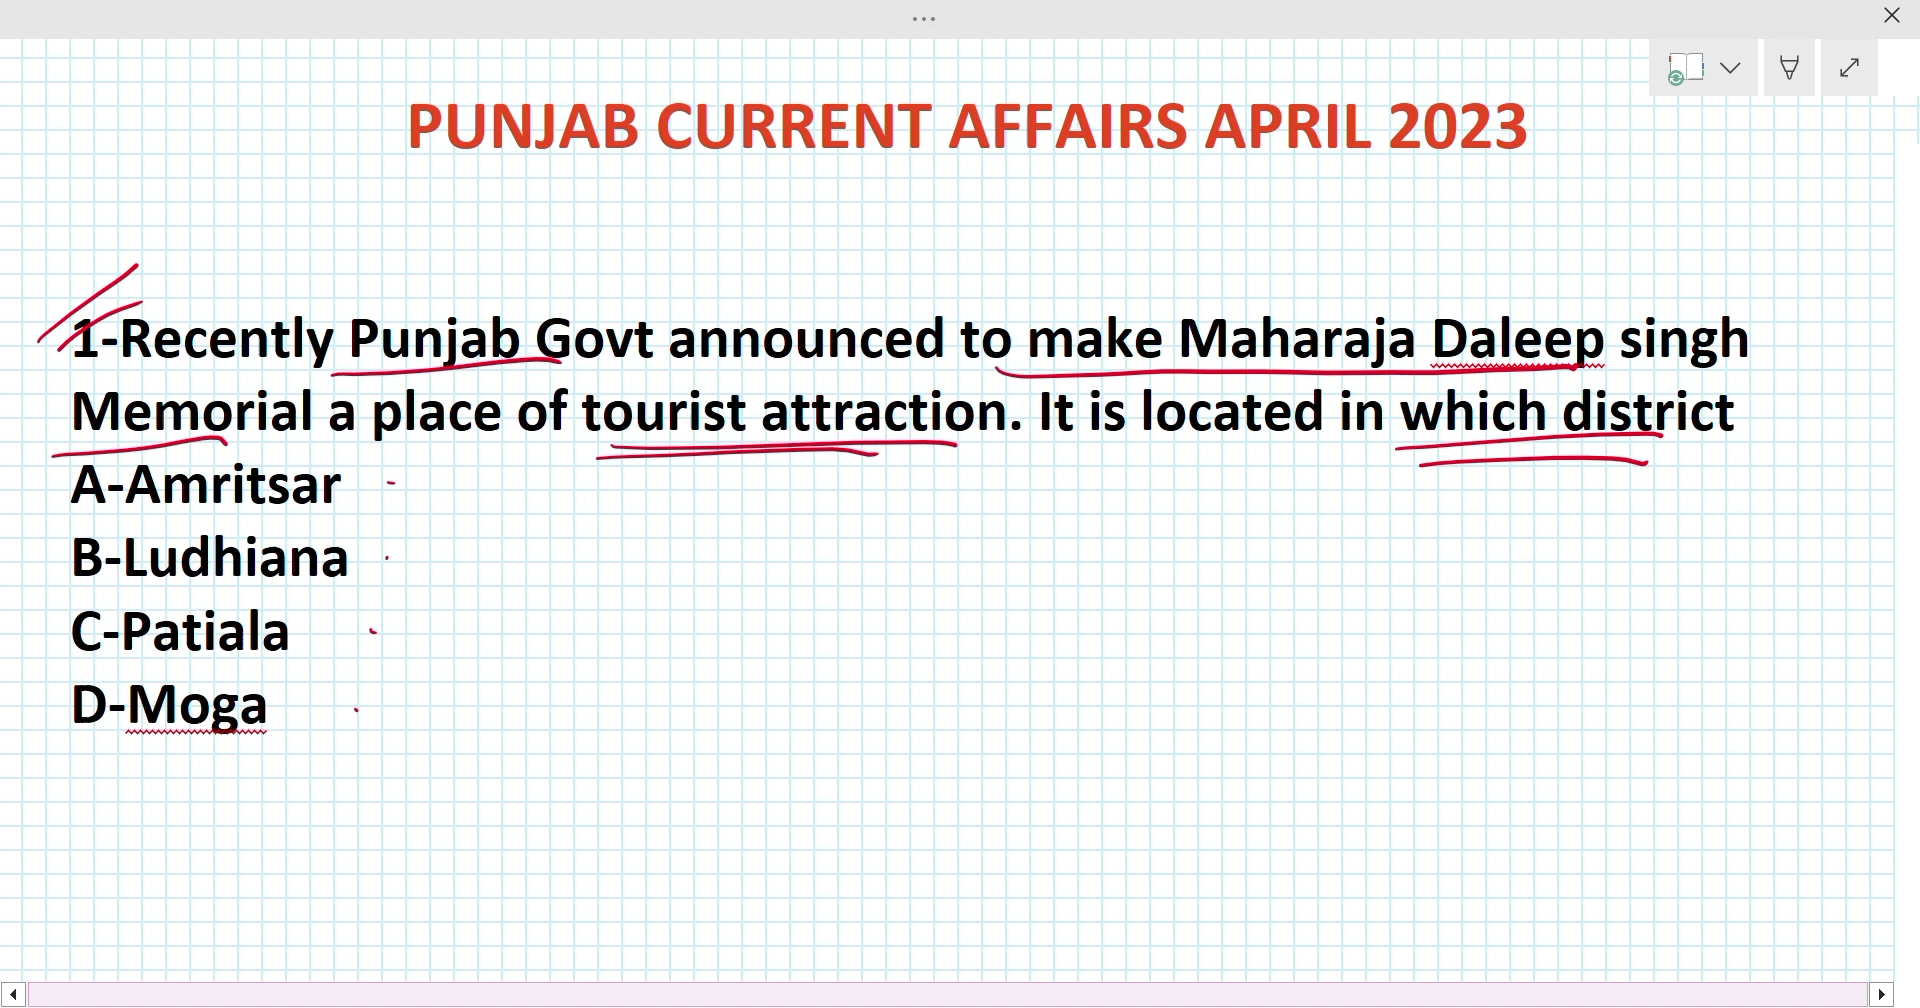 PUNJAB CURRENT AFFAIRS APRIL 2023
1-Recently Punjab Govt announced to make Maharaja Daleep singh
Memorial a place of tourist attraction. It is located in which district
A-Amritsar
B-Ludhiana
C-Patiala
D-Moga